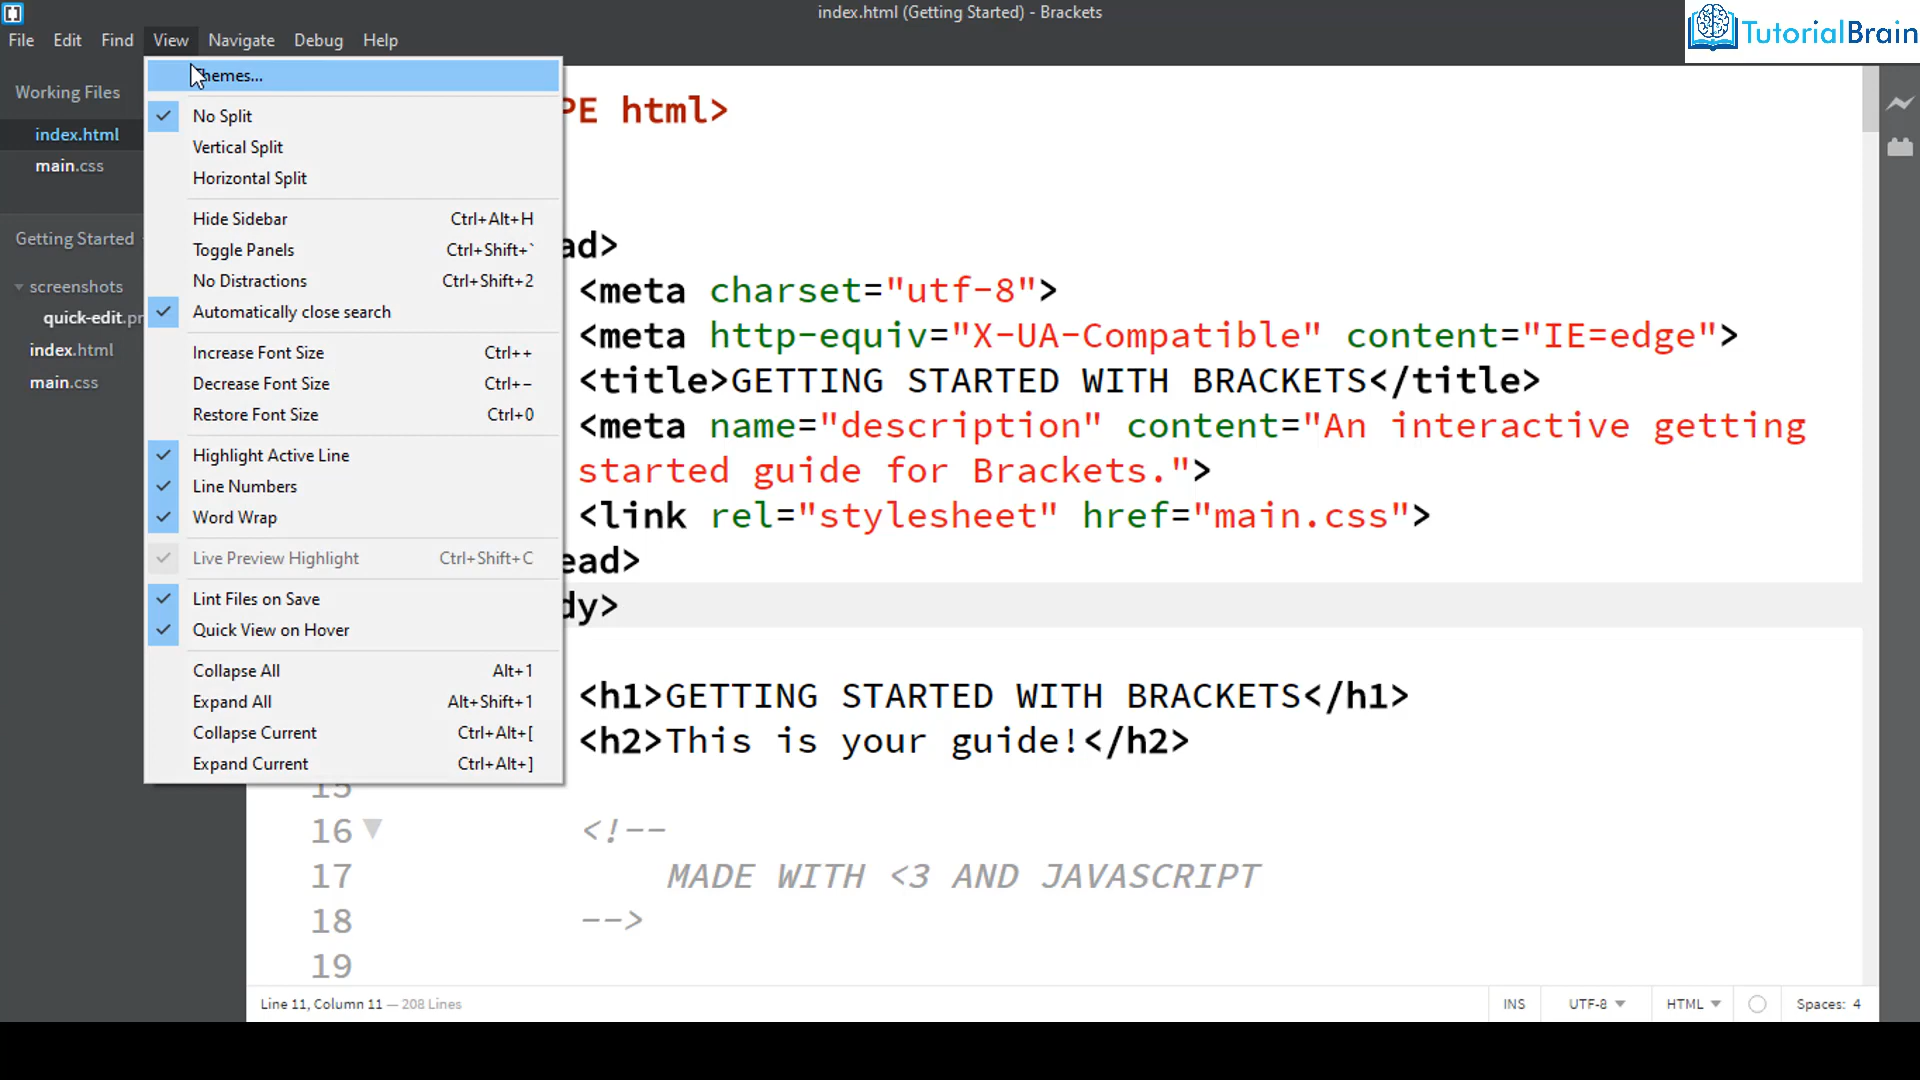 index.html (Getting Started) - Brackets
TutorialBrain
File Edit Find View Navigate Debug Help
Working Files
index.html
main.css
Getting Started
screenshots
quick-edit.pr
index.html
main.css
hemes...
No Split
Vertical Split
Horizontal Split
Hide Sidebar Ctrl+Alt+H
Toggle Panels Ctrl+Shift+`
No Distractions Ctrl+Shift+2
Automatically close search
Increase Font Size Ctrl++
Decrease Font Size Ctrl+−
Restore Font Size Ctrl+0
Highlight Active Line
Line Numbers
Word Wrap
Live Preview Highlight Ctrl+Shift+C
Lint Files on Save
Quick View on Hover
Collapse All Alt+1
Expand All Alt+Shift+1
Collapse Current Ctrl+Alt+[
Expand Current Ctrl+Alt+]
PE html>
ad>
<meta charset="utf-8">
<meta http-equiv="X-UA-Compatible" content="IE=edge">
<title>GETTING STARTED WITH BRACKETS</title>
<meta name="description" content="An interactive getting
started guide for Brackets.">
<link rel="stylesheet" href="main.css">
ead>
dy>
<h1>GETTING STARTED WITH BRACKETS</h1>
<h2>This is your guide!</h2>
15
16 <!--
17 MADE WITH <3 AND JAVASCRIPT
18 -->
19
Line 11, Column 11 — 208 Lines
INS UTF-8 HTML Spaces: 4